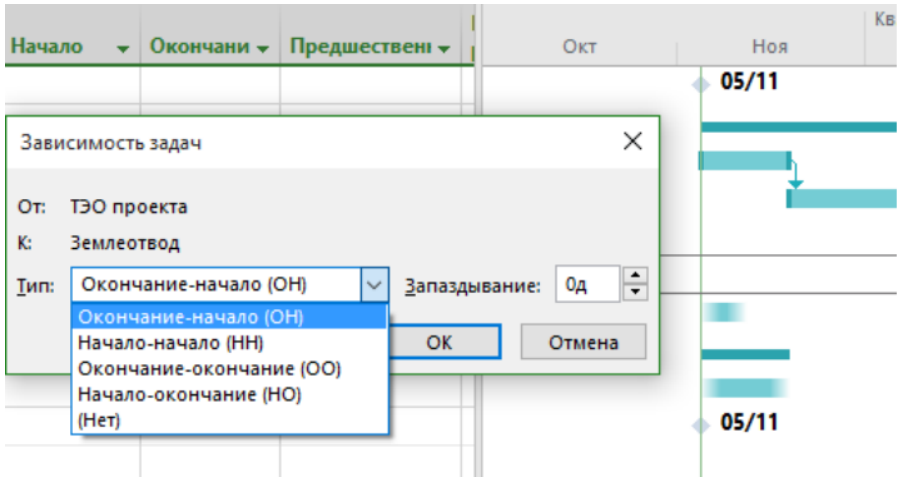 Кв
Начало Окончани Предшествені Окт Ноя
05/11
Зависимость задач
От: ТЭО проекта
К: Землеотвод
Тип: Окончание-начало (ОН) Запаздывание: 0д
Окончание-начало (ОН)
Начало-начало (НН)
ОК Отмена
Окончание-окончание (ОО)
Начало-окончание (НО)
(Нет)
05/11